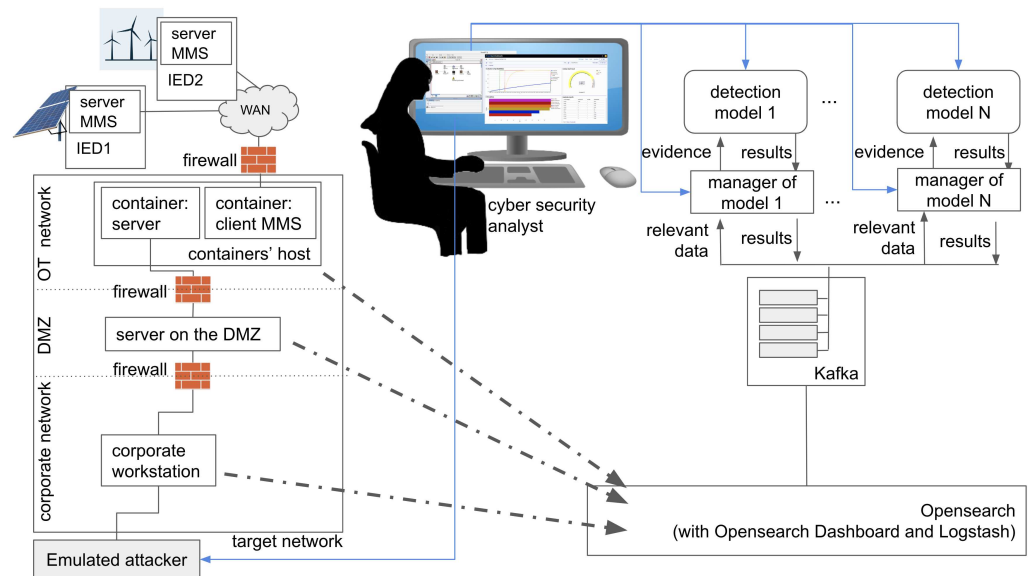 server
MMS
IED2
server
MMS
IED1
WAN
firewall
OT network
container:
server
container:
client MMS
containers' host
firewall
DMZ
server on the DMZ
firewall
corporate network
corporate
workstation
target network
Emulated attacker
cyber security
analyst
detection
model 1
...
detection
model N
evidence
results
evidence
results
manager of
model 1
...
manager of
model N
relevant
data
results
relevant
data
results
Kafka
Opensearch
(with Opensearch Dashboard and Logstash)